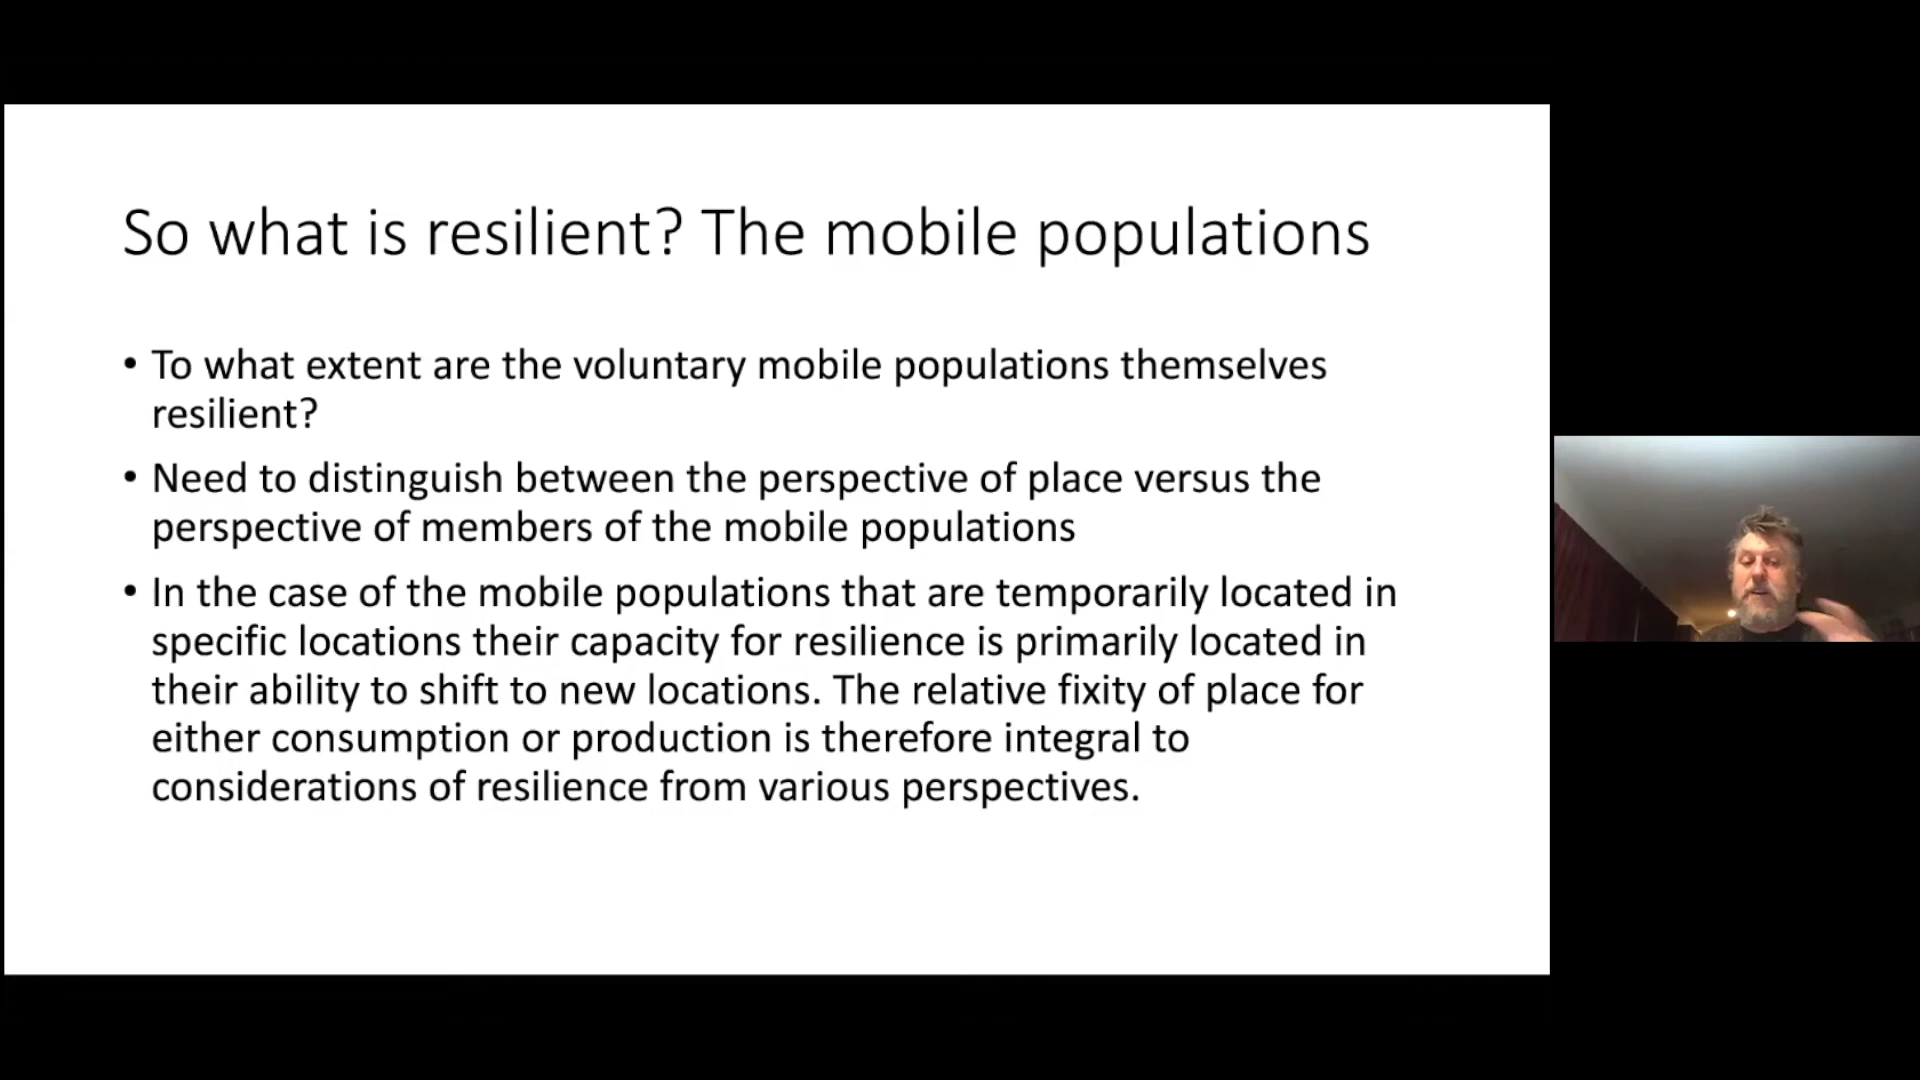 So what is resilient? The mobile populations
• To what extent are the voluntary mobile populations themselves
resilient?
• Need to distinguish between the perspective of place versus the
perspective of members of the mobile populations
• In the case of the mobile populations that are temporarily located in
specific locations their capacity for resilience is primarily located in
their ability to shift to new locations. The relative fixity of place for
either consumption or production is therefore integral to
considerations of resilience from various perspectives.